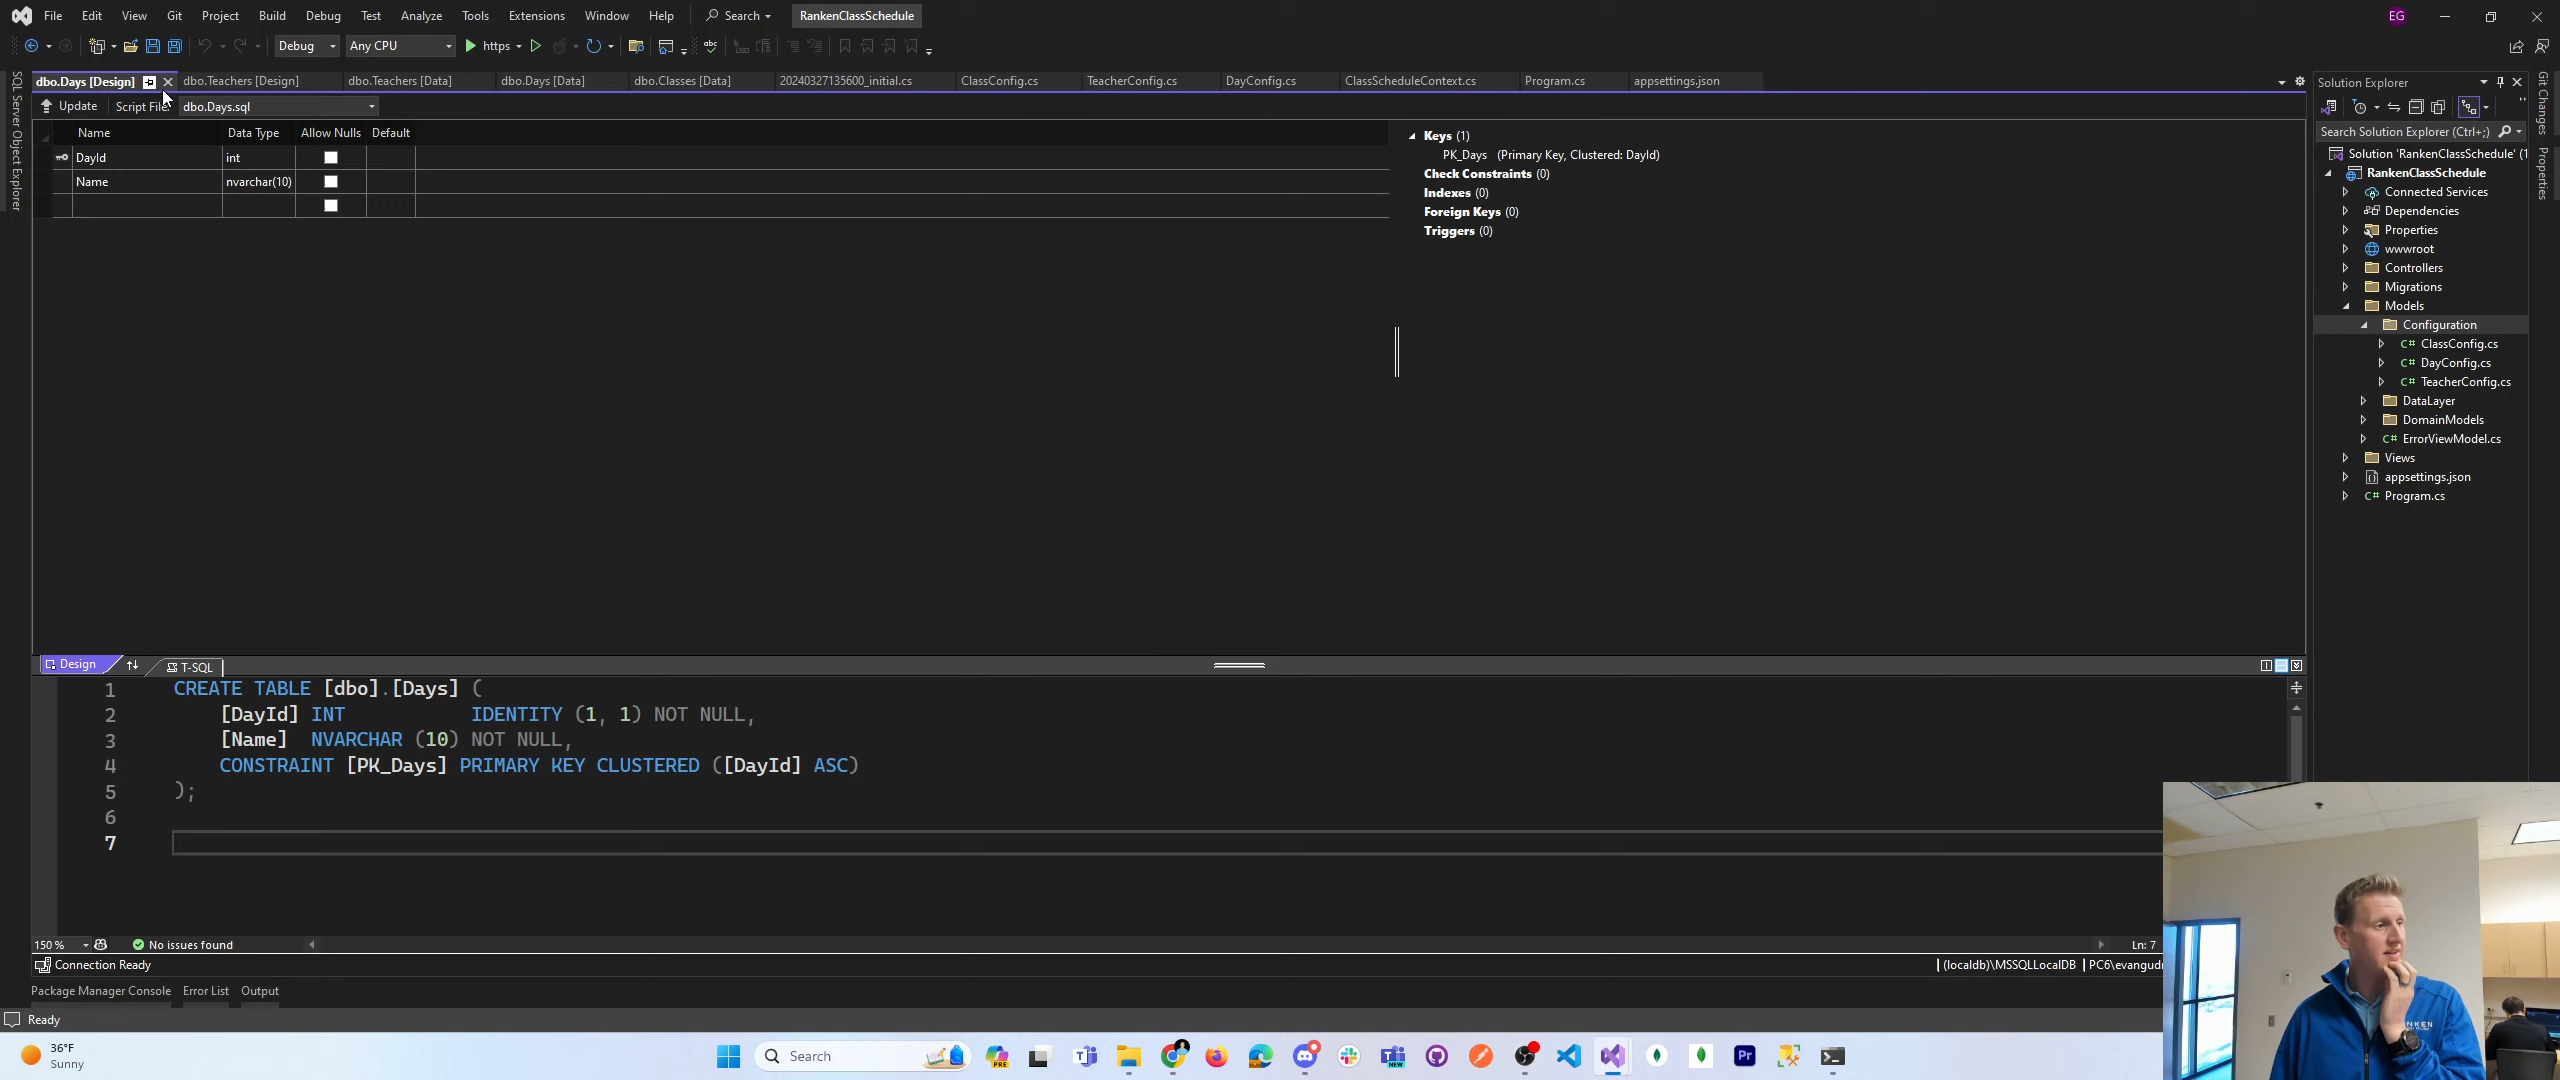 File Edit View Git Project Build Debug Test Analyze Tools Extensions Window Help Search RankenClassSchedule EG
Debug Any CPU https
dbo.Days [Design] dbo.Teachers [Design] dbo.Teachers [Data] dbo.Days [Data] dbo.Classes [Data] 20240327135600_initial.cs ClassConfig.cs TeacherConfig.cs DayConfig.cs ClassScheduleContext.cs Program.cs appsettings.json
Update Script File: dbo.Days.sql
Name Data Type Allow Nulls Default
DayId int
Name nvarchar(10)
Keys (1)
PK_Days (Primary Key, Clustered: DayId)
Check Constraints (0)
Indexes (0)
Foreign Keys (0)
Triggers (0)
SQL Server Object Explorer
Design T-SQL
1 CREATE TABLE [dbo].[Days] (
2 [DayId] INT IDENTITY (1, 1) NOT NULL,
3 [Name] NVARCHAR (10) NOT NULL,
4 CONSTRAINT [PK_Days] PRIMARY KEY CLUSTERED ([DayId] ASC)
5 );
6
7
150 % No issues found Ln: 7
Connection Ready (localdb)\MSSQLLocalDB PC6\evangudm
Package Manager Console Error List Output
Ready
Solution Explorer
Search Solution Explorer (Ctrl+;)
Solution 'RankenClassSchedule' (1
RankenClassSchedule
Connected Services
Dependencies
Properties
wwwroot
Controllers
Migrations
Models
Configuration
C# ClassConfig.cs
C# DayConfig.cs
C# TeacherConfig.cs
DataLayer
DomainModels
C# ErrorViewModel.cs
Views
appsettings.json
C# Program.cs
Git Changes
Properties
36°F
Sunny
Search
PRE
NEW
Pr